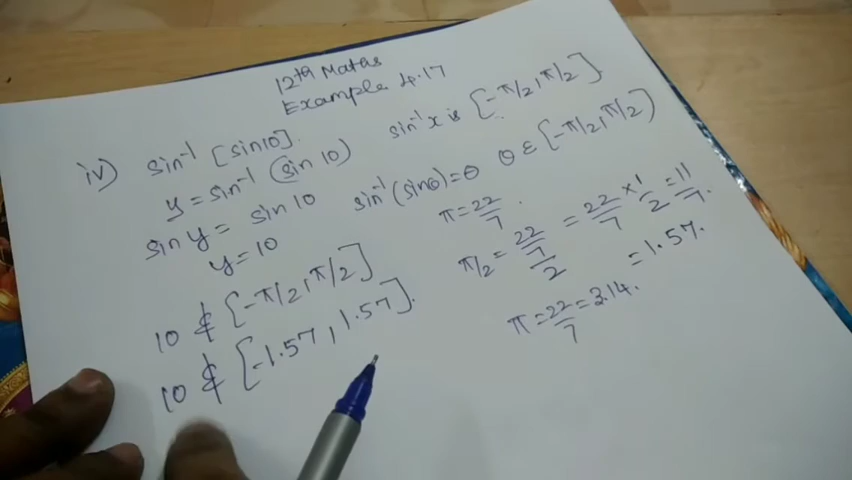 12th Maths
Example 4.17
iv) sin⁻¹ [sin10].
sin⁻¹x is [-π/2, π/2]
y = sin⁻¹ (sin 10)
sin⁻¹(sinθ) = θ θ ∈ [-π/2, π/2]
sin y = sin 10
π = 22/7.
y = 10
π/2 = 22/7/2 = 22/7 × 1/2 = 11/7.
= 1.57.
10 ∉ [-π/2, π/2]
π = 22/7 = 3.14.
10 ∉ [-1.57, 1.57].